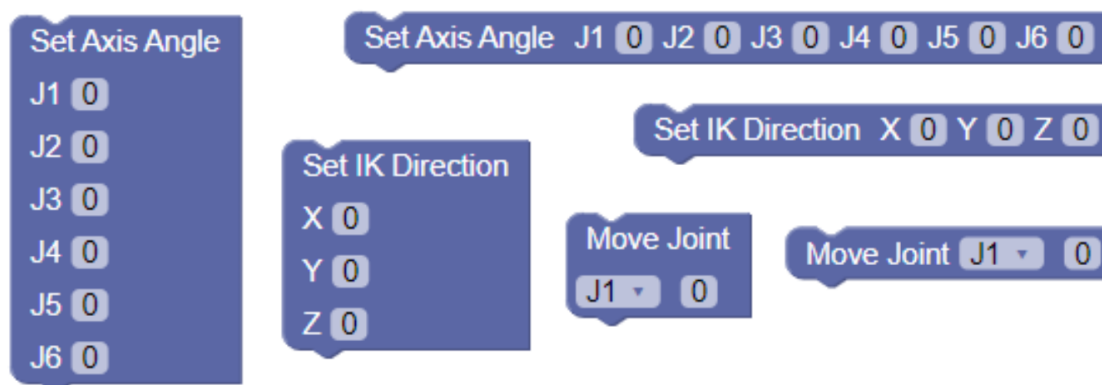 Set Axis Angle
J1 0
J2 0
J3 0
J4 0
J5 0
J6 0
Set Axis Angle J1 0 J2 0 J3 0 J4 0 J5 0 J6 0
Set IK Direction X 0 Y 0 Z 0
Set IK Direction
X 0
Y 0
Z 0
Move Joint
J1 0
Move Joint J1 0